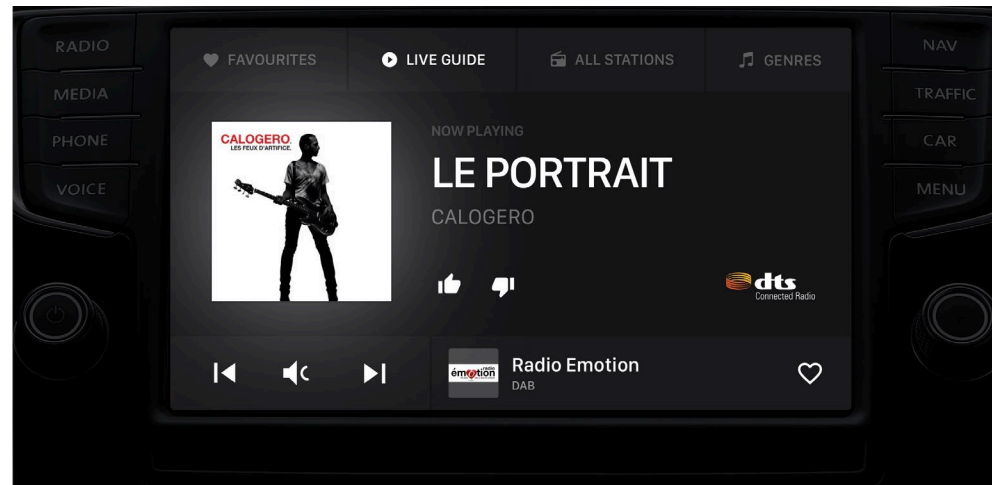 RADIO
MEDIA
PHONE
VOICE
FAVOURITES
LIVE GUIDE
ALL STATIONS
GENRES
CALOGERO.
LES FEUX D'ARTIFICE.
NOW PLAYING
LE PORTRAIT
CALOGERO
dts
Connected Radio
radio
émotion
Radio Emotion
DAB
NAV
TRAFFIC
CAR
MENU